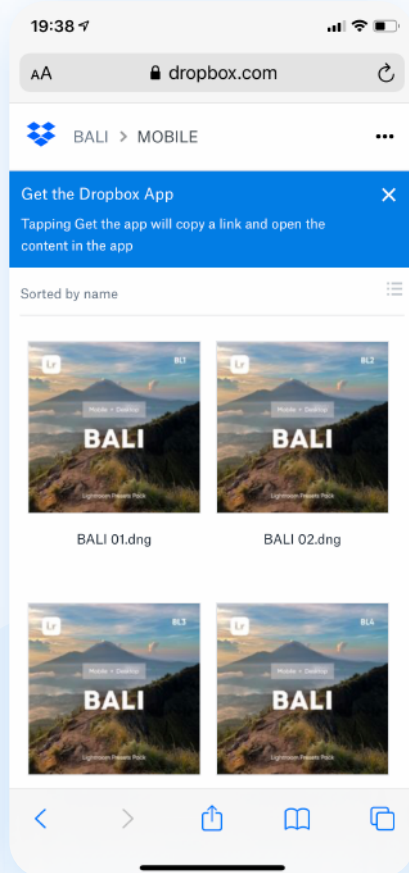 19:38
AA dropbox.com
BALI > MOBILE
Get the Dropbox App
Tapping Get the app will copy a link and open the
content in the app
Sorted by name
Lr BL1
Mobile + Desktop
BALI
Lightroom Presets Pack
BALI 01.dng
Lr BL2
Mobile + Desktop
BALI
Lightroom Presets Pack
BALI 02.dng
Lr BL3
Mobile + Desktop
BALI
Lightroom Presets Pack
Lr BL4
Mobile + Desktop
BALI
Lightroom Presets Pack